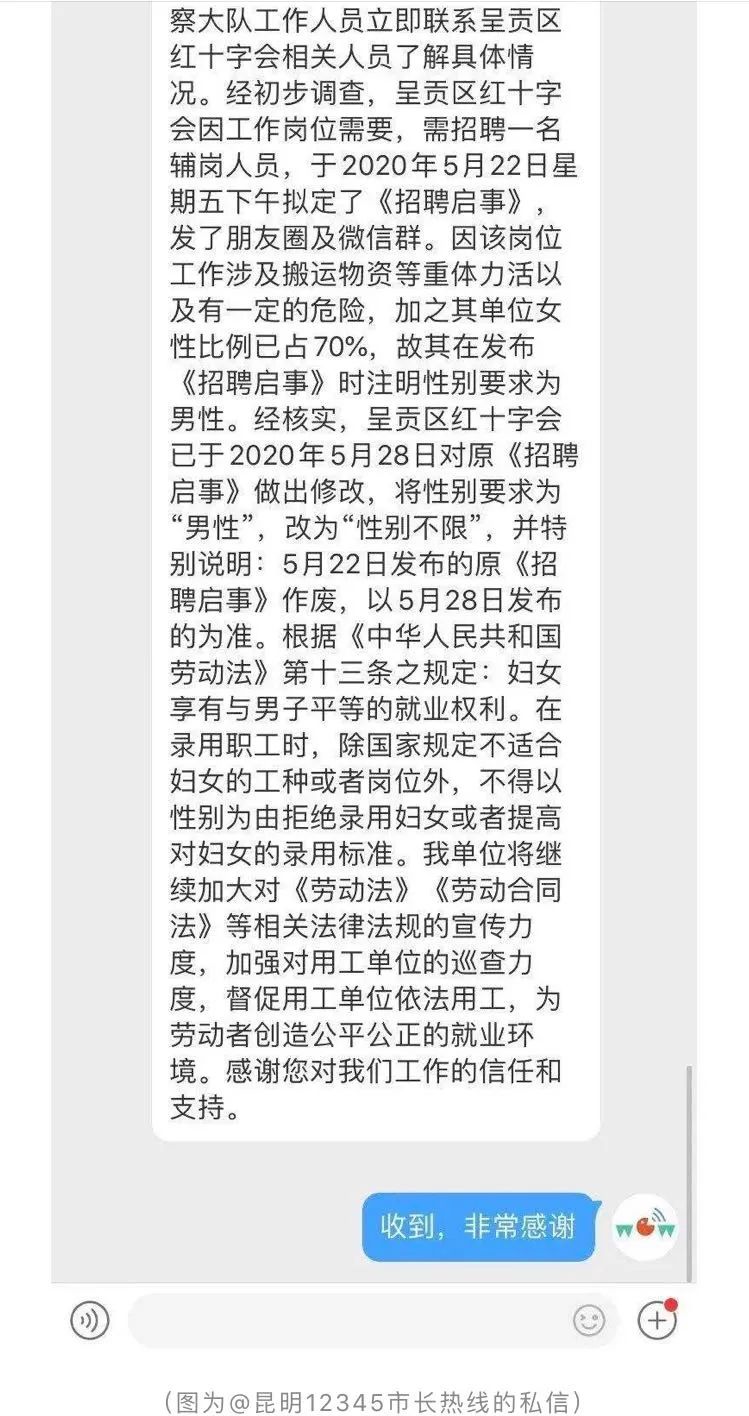 察大队工作人员立即联系呈贡区
红十字会相关人员了解具体情
况。经初步调查，呈贡区红十字
会因工作岗位需要，需招聘一名
辅岗人员，于2020年5月22日星
期五下午拟定了《招聘启事》，
发了朋友圈及微信群。因该岗位
工作涉及搬运物资等重体力活以
及有一定的危险，加之其单位女
性比例已占70%，故其在发布
《招聘启事》时注明性别要求为
男性。经核实，呈贡区红十字会
已于2020年5月28日对原《招聘
启事》做出修改，将性别要求为
“男性”，改为“性别不限”，并特
别说明：5月22日发布的原《招
聘启事》作废，以5月28日发布
的为准。根据《中华人民共和国
劳动法》第十三条之规定：妇女
享有与男子平等的就业权利。在
录用职工时，除国家规定不适合
妇女的工种或者岗位外，不得以
性别为由拒绝录用妇女或者提高
对妇女的录用标准。我单位将继
续加大对《劳动法》《劳动合同
法》等相关法律法规的宣传力
度，加强对用工单位的巡查力
度，督促用工单位依法用工，为
劳动者创造公平公正的就业环
境。感谢您对我们工作的信任和
支持。
收到，非常感谢
（图为@昆明12345市长热线的私信）